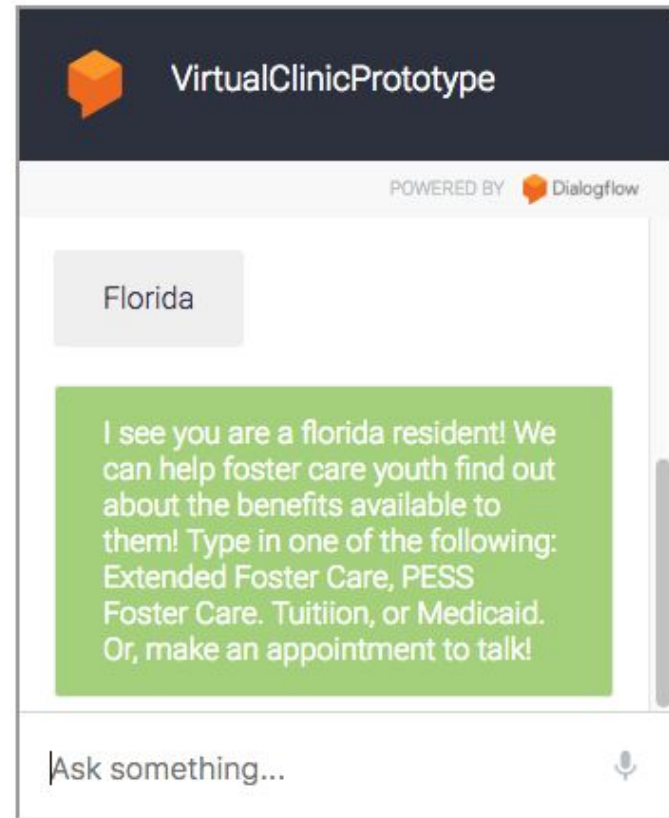 VirtualClinicPrototype
POWERED BY Dialogflow
Florida
I see you are a florida resident! We
can help foster care youth find out
about the benefits available to
them! Type in one of the following:
Extended Foster Care, PESS
Foster Care. Tuitiion, or Medicaid.
Or, make an appointment to talk!
Ask something...